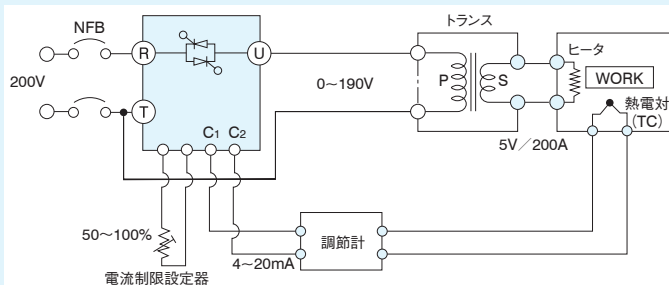 NFB
トランス
R
U
ヒータ
200V
0～190V
P
S
WORK
熱電対
(TC)
T
C1 C2
5V／200A
50～100%
調節計
4～20mA
電流制限設定器